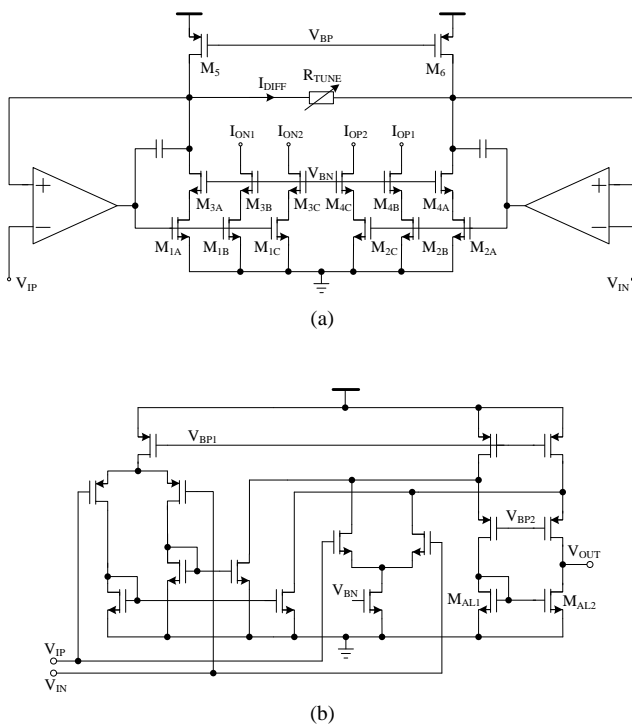 V_BP
M_5
M_6
I_DIFF
R_TUNE
I_ON1 I_ON2 I_OP2 I_OP1
V_BN
M_3A M_3B M_3C M_4C M_4B M_4A
M_1A M_1B M_1C M_2C M_2B M_2A
+ +
− −
V_IP
V_IN
(a)
V_BP1
V_BP2
V_OUT
V_BN
M_AL1
M_AL2
V_IP
V_IN
(b)